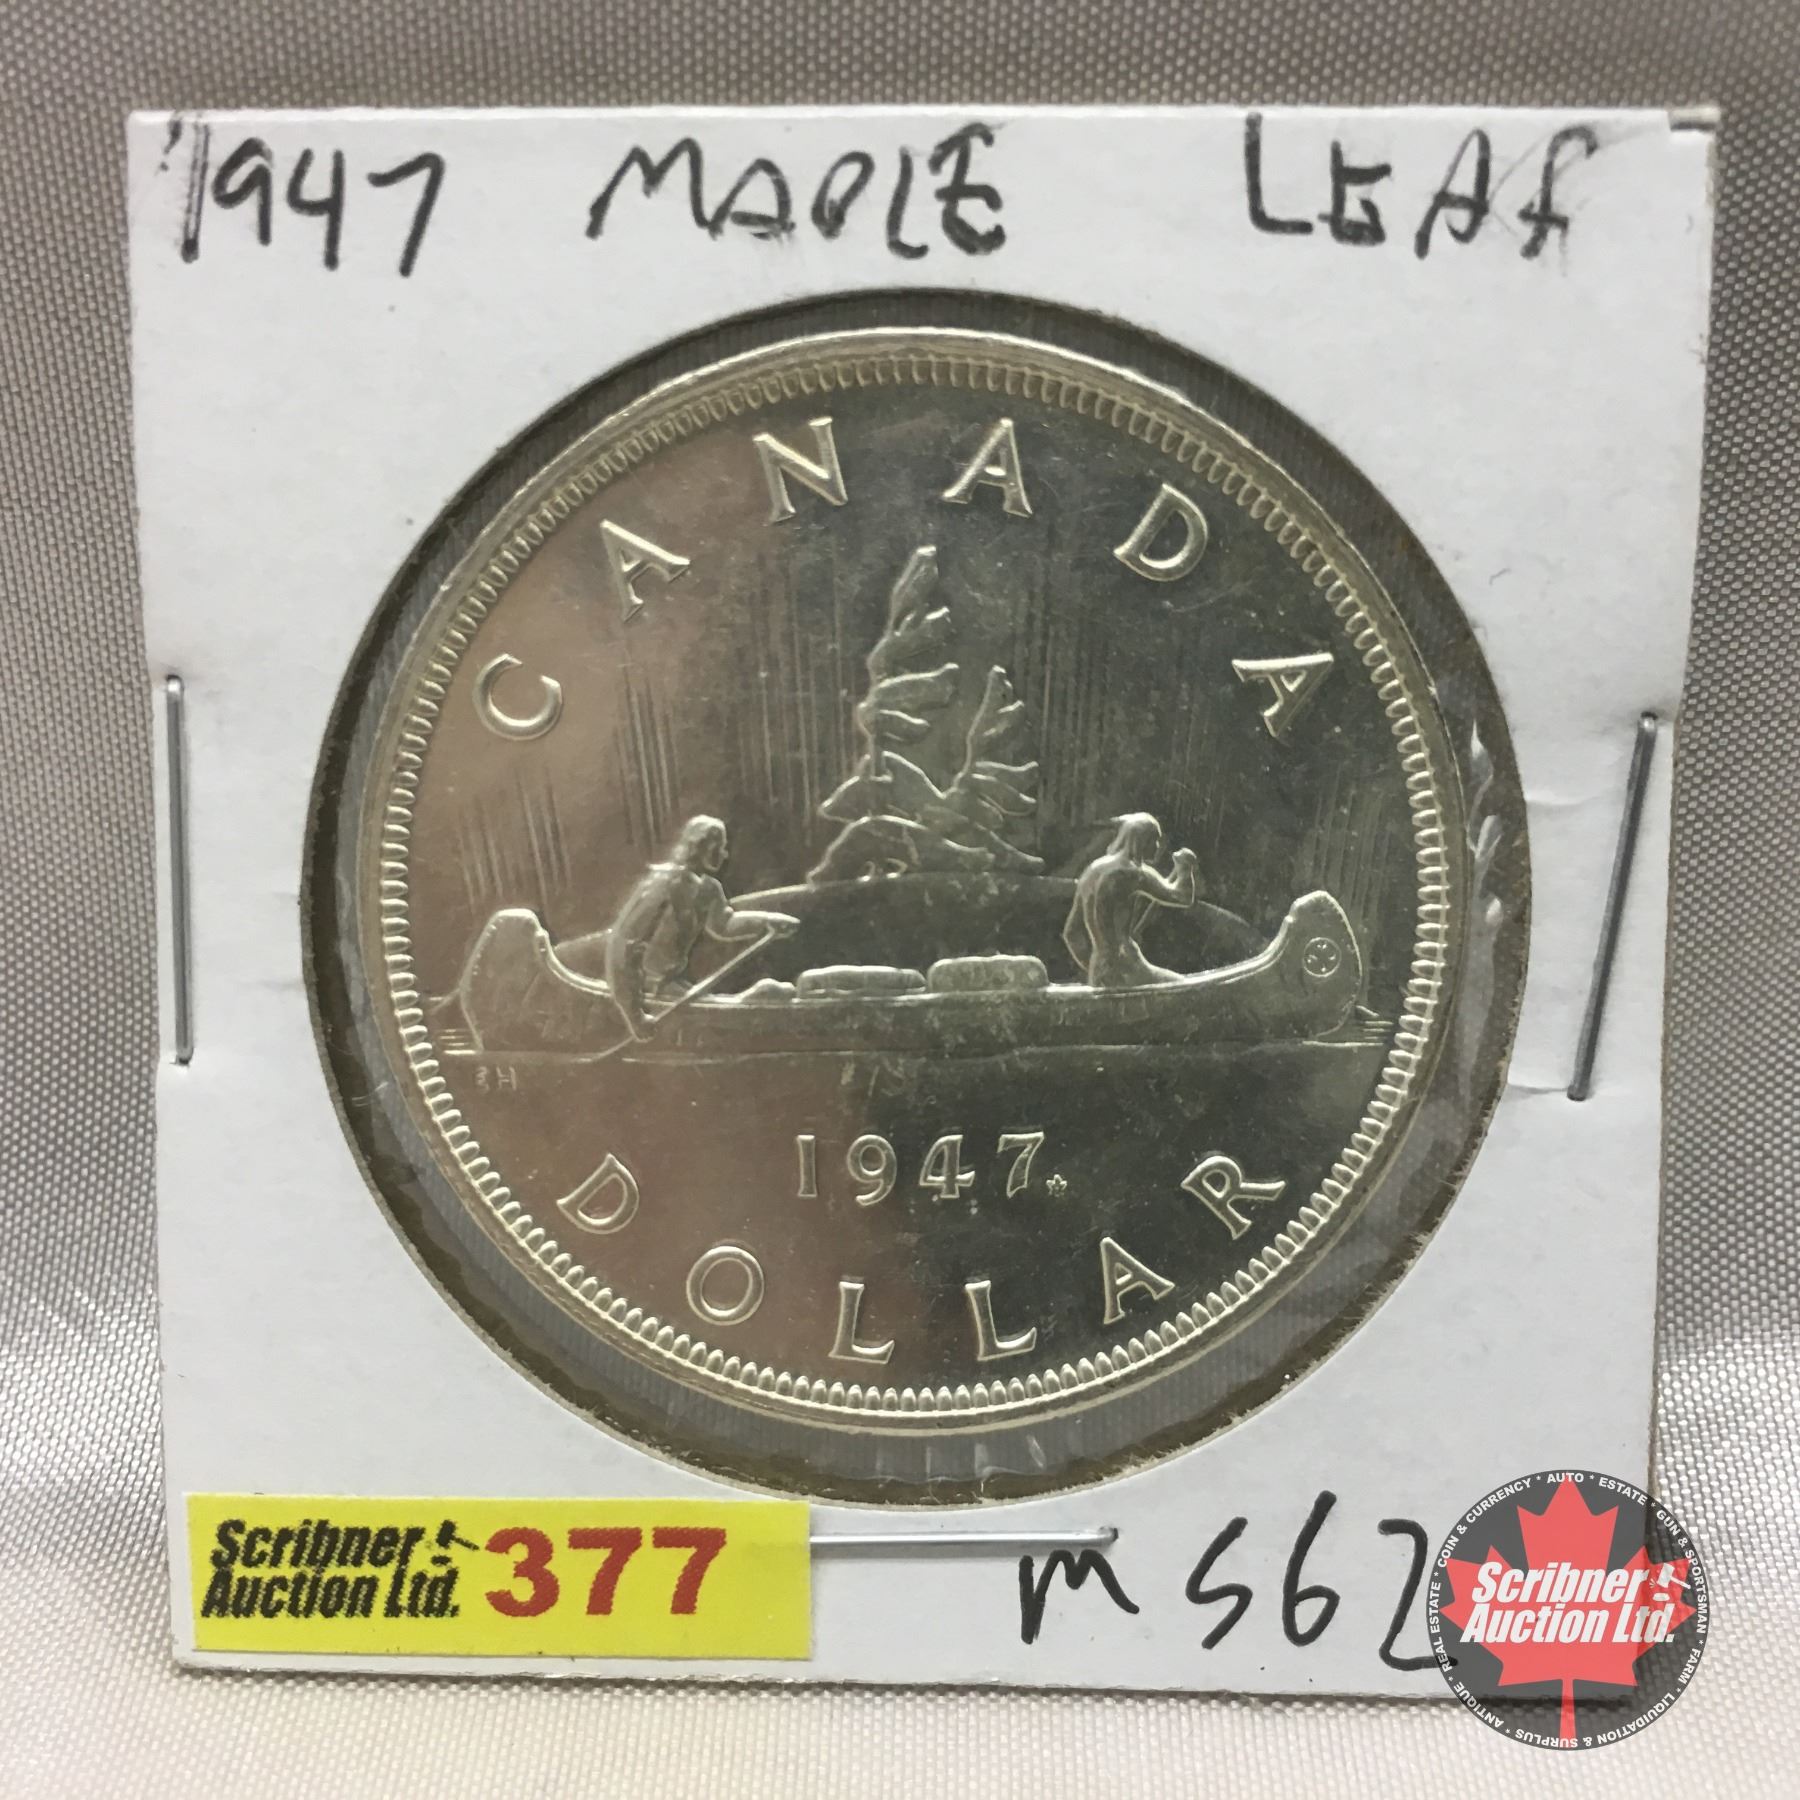 1947 MAPLE LEAF
CANADA
EH
1947
DOLLAR
Scribner
Auction Ltd.
377
MS62
Scribner
Auction Ltd.
ANTIQUE * REAL ESTATE * COIN & CURRENCY * AUTO * ESTATE * GUN & SPORTSMAN * FARM * LIQUIDATION & SURPLUS *